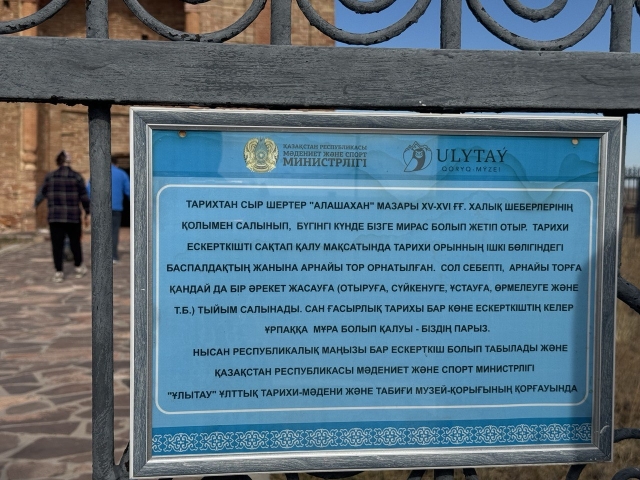 ҚАЗАҚСТАН РЕСПУБЛИКАСЫ
МӘДЕНИЕТ ЖӘНЕ СПОРТ
МИНИСТРЛІГІ
ULYTAÝ
QORYQ-MÝZEI
ТАРИХТАН СЫР ШЕРТЕР "АЛАШАХАН" МАЗАРЫ XV-XVI ҒҒ. ХАЛЫҚ ШЕБЕРЛЕРІНІҢ
ҚОЛЫМЕН САЛЫНЫП, БҮГІНГІ КҮНДЕ БІЗГЕ МИРАС БОЛЫП ЖЕТІП ОТЫР. ТАРИХИ
ЕСКЕРТКІШТІ САҚТАП ҚАЛУ МАҚСАТЫНДА ТАРИХИ ОРЫННЫҢ ІШКІ БӨЛІГІНДЕГІ
БАСПАЛДАҚТЫҢ ЖАНЫНА АРНАЙЫ ТОР ОРНАТЫЛҒАН. СОЛ СЕБЕПТІ, АРНАЙЫ ТОРҒА
ҚАНДАЙ ДА БІР ӘРЕКЕТ ЖАСАУҒА (ОТЫРУҒА, СҮЙКЕНУГЕ, ҰСТАУҒА, ӨРМЕЛЕУГЕ ЖӘНЕ
Т.Б.) ТЫЙЫМ САЛЫНАДЫ. САН ҒАСЫРЛЫҚ ТАРИХЫ БАР КӨНЕ ЕСКЕРТКІШТІҢ КЕЛЕР
ҰРПАҚҚА МҰРА БОЛЫП ҚАЛУЫ - БІЗДІҢ ПАРЫЗ.
НЫСАН РЕСПУБЛИКАЛЫҚ МАҢЫЗЫ БАР ЕСКЕРТКІШ БОЛЫП ТАБЫЛАДЫ ЖӘНЕ
ҚАЗАҚСТАН РЕСПУБЛИКАСЫ МӘДЕНИЕТ ЖӘНЕ СПОРТ МИНИСТРЛІГІ
"ҰЛЫТАУ" ҰЛТТЫҚ ТАРИХИ-МӘДЕНИ ЖӘНЕ ТАБИҒИ МУЗЕЙ-ҚОРЫҒЫНЫҢ ҚОРҒАУЫНДА